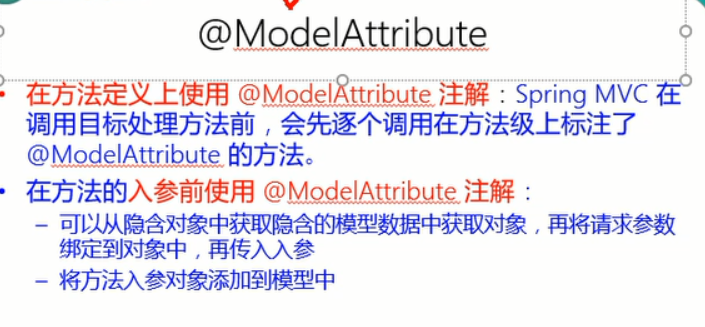 @ModelAttribute
• 在方法定义上使用 @ModelAttribute 注解：Spring MVC 在
调用目标处理方法前，会先逐个调用在方法级上标注了
@ModelAttribute 的方法。
• 在方法的入参前使用 @ModelAttribute 注解：
– 可以从隐含对象中获取隐含的模型数据中获取对象，再将请求参数
绑定到对象中，再传入入参
– 将方法入参对象添加到模型中